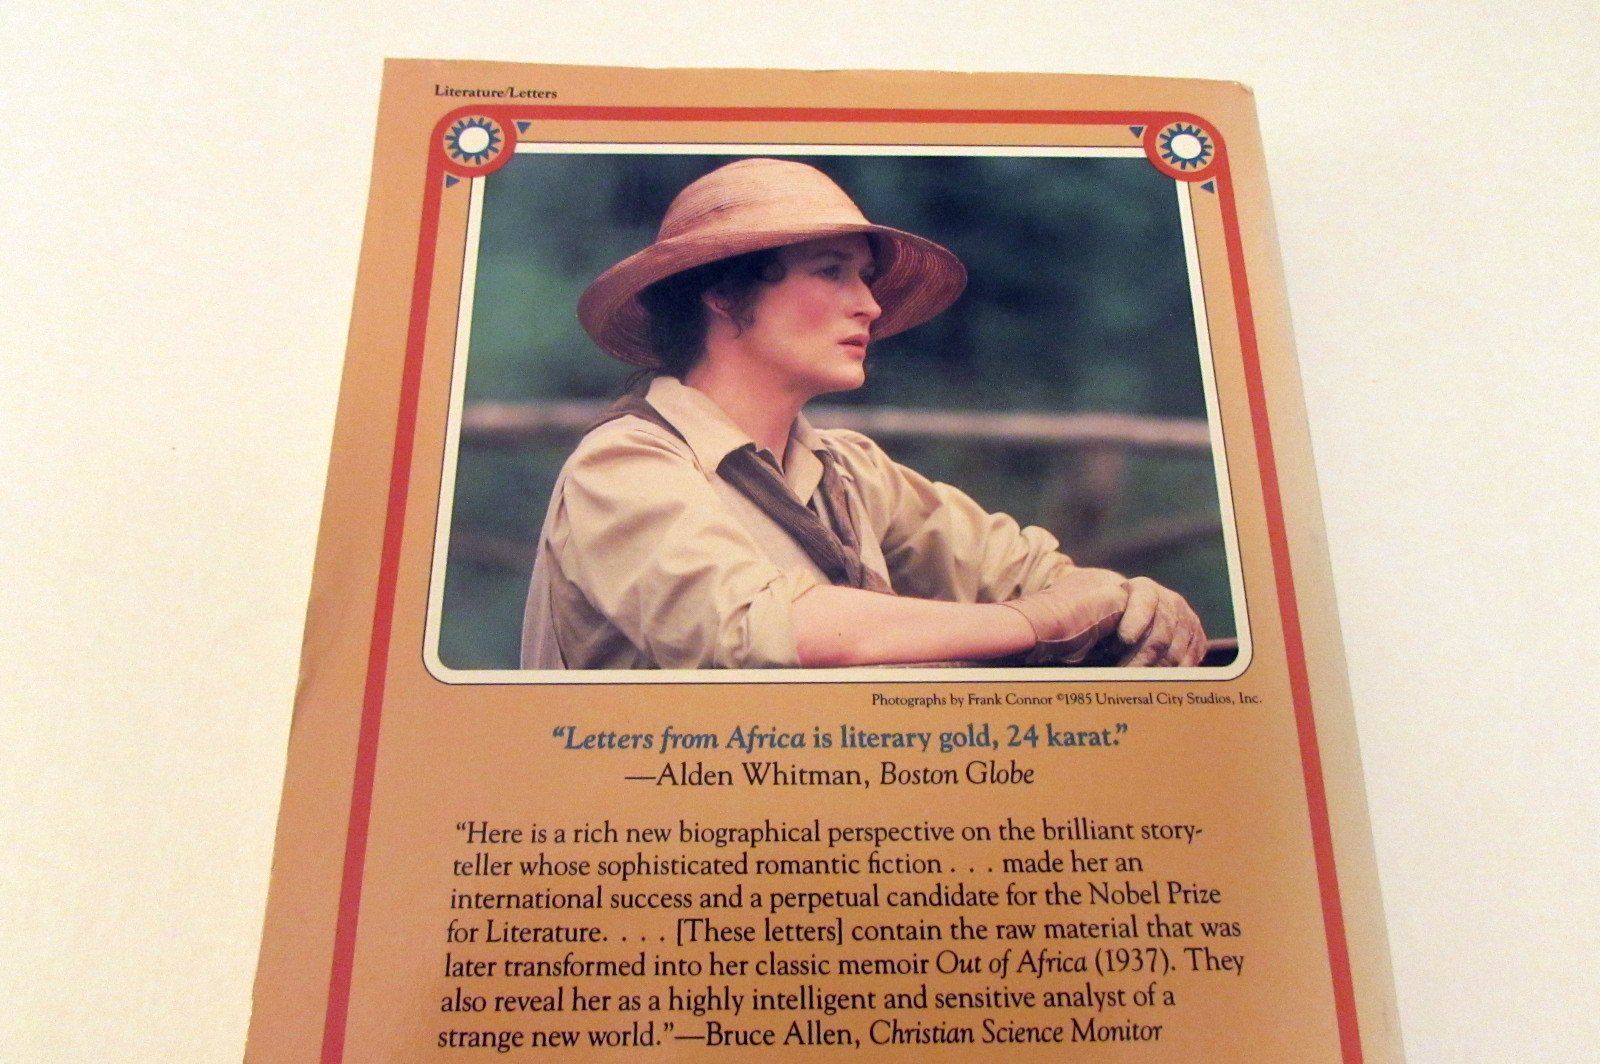 Literature/Letters
Photographs by Frank Connor ©1985 Universal City Studios, Inc.
“Letters from Africa is literary gold, 24 karat.”
—Alden Whitman, Boston Globe
“Here is a rich new biographical perspective on the brilliant story-
teller whose sophisticated romantic fiction . . . made her an
international success and a perpetual candidate for the Nobel Prize
for Literature. . . . [These letters] contain the raw material that was
later transformed into her classic memoir Out of Africa (1937). They
also reveal her as a highly intelligent and sensitive analyst of a
strange new world.”—Bruce Allen, Christian Science Monitor